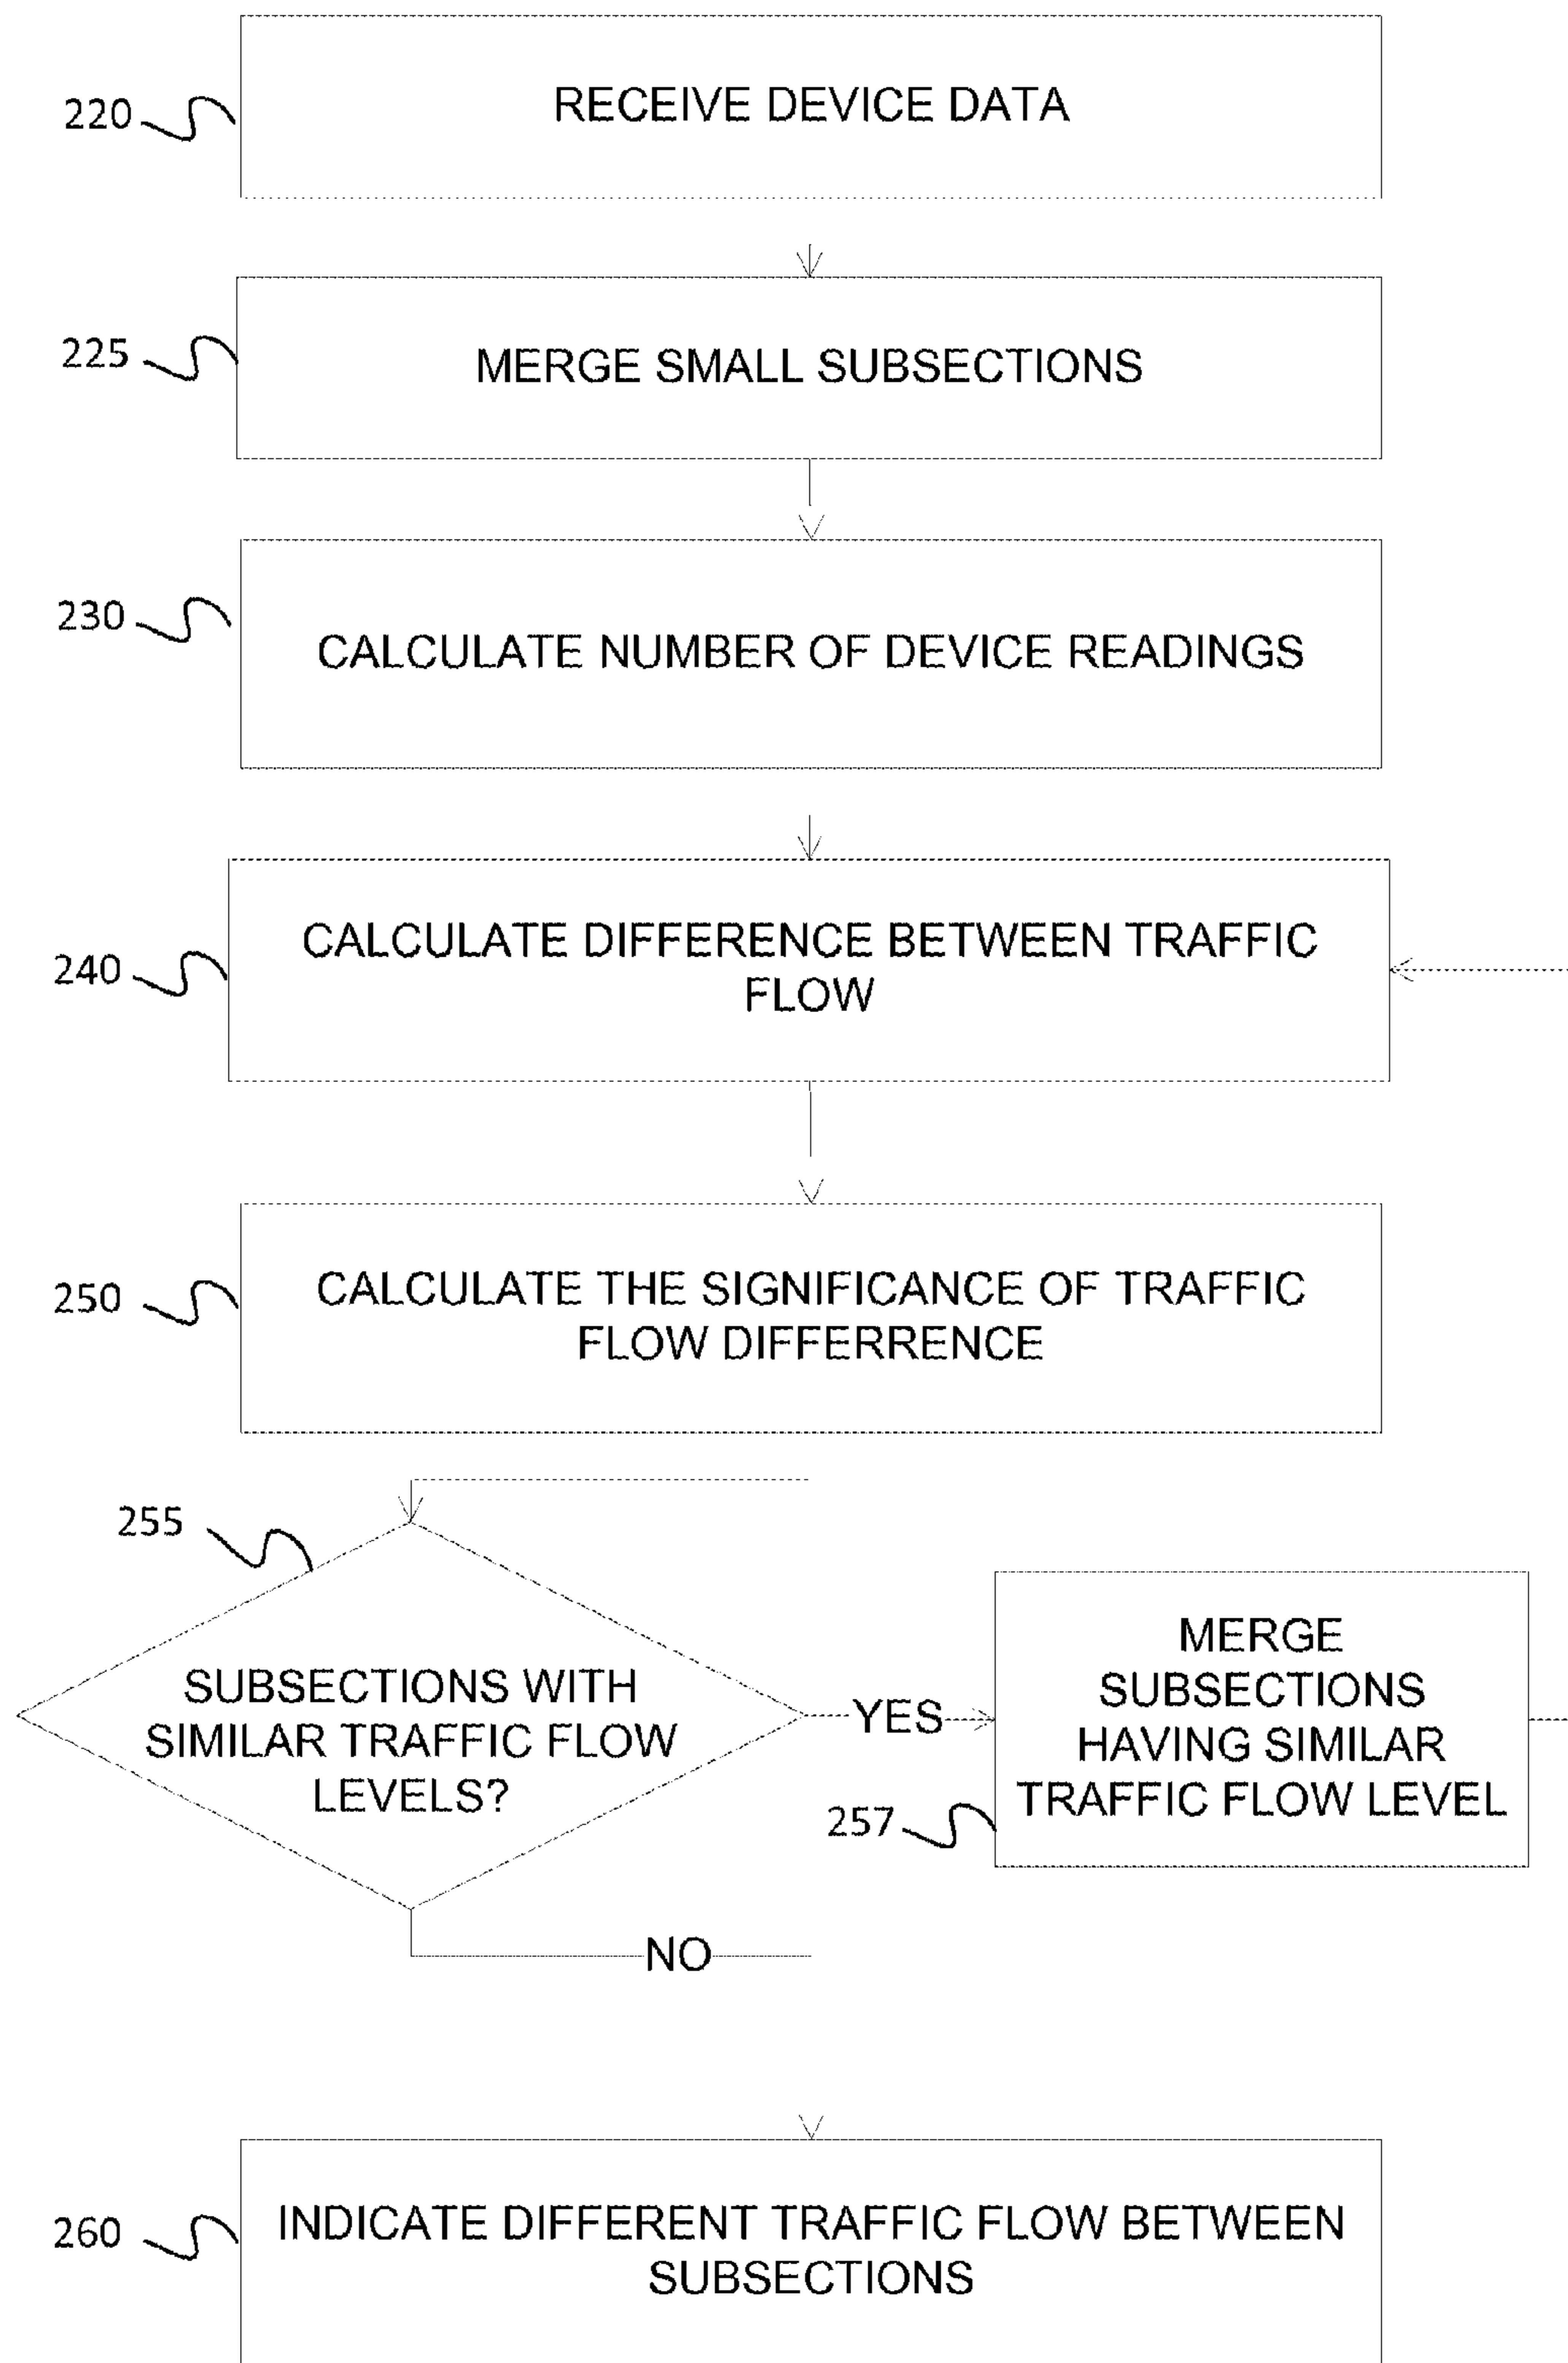 220
RECEIVE DEVICE DATA
225
MERGE SMALL SUBSECTIONS
230
CALCULATE NUMBER OF DEVICE READINGS
240
CALCULATE DIFFERENCE BETWEEN TRAFFIC
FLOW
250
CALCULATE THE SIGNIFICANCE OF TRAFFIC
FLOW DIFFERRENCE
255
SUBSECTIONS WITH
SIMILAR TRAFFIC FLOW
LEVELS?
YES
MERGE
SUBSECTIONS
HAVING SIMILAR
TRAFFIC FLOW LEVEL
257
NO
260
INDICATE DIFFERENT TRAFFIC FLOW BETWEEN
SUBSECTIONS